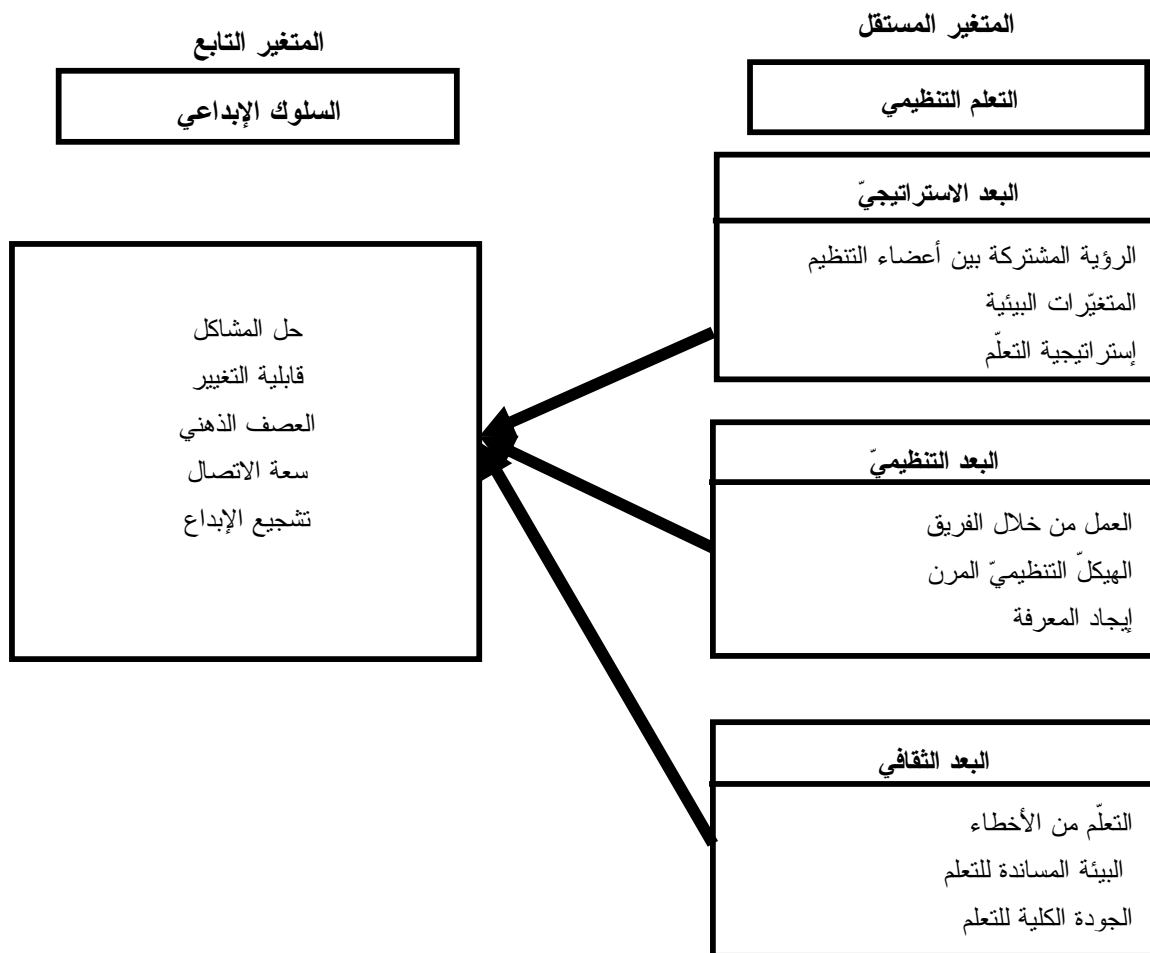 المتغير المستقل
التعلم التنظيمي
البعد الاستراتيجيّ
الرؤية المشتركة بين أعضاء التنظيم
المتغيّرات البيئية
إستراتيجية التعلّم
البعد التنظيميّ
العمل من خلال الفريق
الهيكلّ التنظيميّ المرن
إيجاد المعرفة
البعد الثقافي
التعلّم من الأخطاء
البيئة المساندة للتعلم
الجودة الكلية للتعلم
المتغير التابع
السلوك الإبداعي
حل المشاكل
قابلية التغيير
العصف الذهني
سعة الاتصال
تشجيع الإبداع